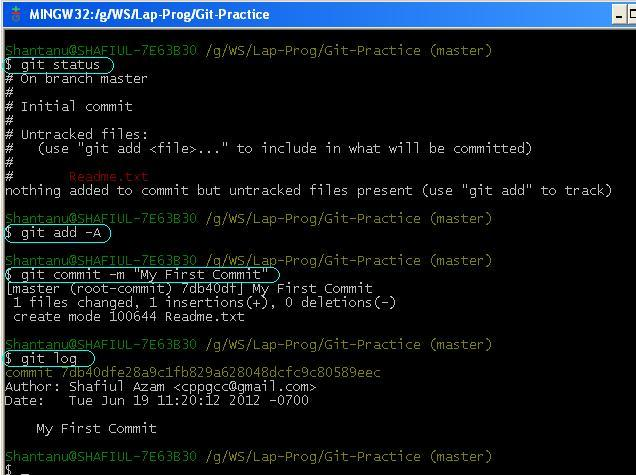 MINGW32:/g/WS/Lap-Prog/Git-Practice
Shantanu@SHAFIUL-7E63B30 /g/WS/Lap-Prog/Git-Practice (master)
$ git status
# On branch master
#
# Initial commit
#
# Untracked files:
#   (use "git add <file>..." to include in what will be committed)
#
#       Readme.txt
nothing added to commit but untracked files present (use "git add" to track)
Shantanu@SHAFIUL-7E63B30 /g/WS/Lap-Prog/Git-Practice (master)
$ git add -A
Shantanu@SHAFIUL-7E63B30 /g/WS/Lap-Prog/Git-Practice (master)
$ git commit -m "My First Commit"
[master (root-commit) 7db40df] My First Commit
 1 files changed, 1 insertions(+), 0 deletions(-)
 create mode 100644 Readme.txt
Shantanu@SHAFIUL-7E63B30 /g/WS/Lap-Prog/Git-Practice (master)
$ git log
commit 7db40dfe28a9c1fb829a628048dcfc9c80589eec
Author: Shafiul Azam <cppgcc@gmail.com>
Date:   Tue Jun 19 11:20:12 2012 -0700
    My First Commit
Shantanu@SHAFIUL-7E63B30 /g/WS/Lap-Prog/Git-Practice (master)
$ _